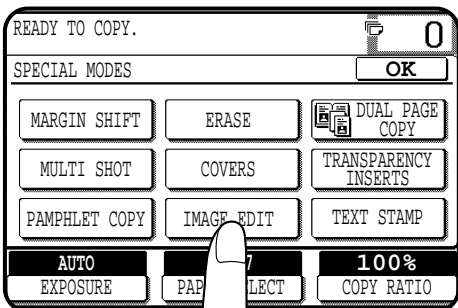 READY TO COPY.
0
SPECIAL MODES
OK
MARGIN SHIFT
ERASE
DUAL PAGE
COPY
MULTI SHOT
COVERS
TRANSPARENCY
INSERTS
PAMPHLET COPY
IMAGE EDIT
TEXT STAMP
AUTO
100%
EXPOSURE
COPY RATIO